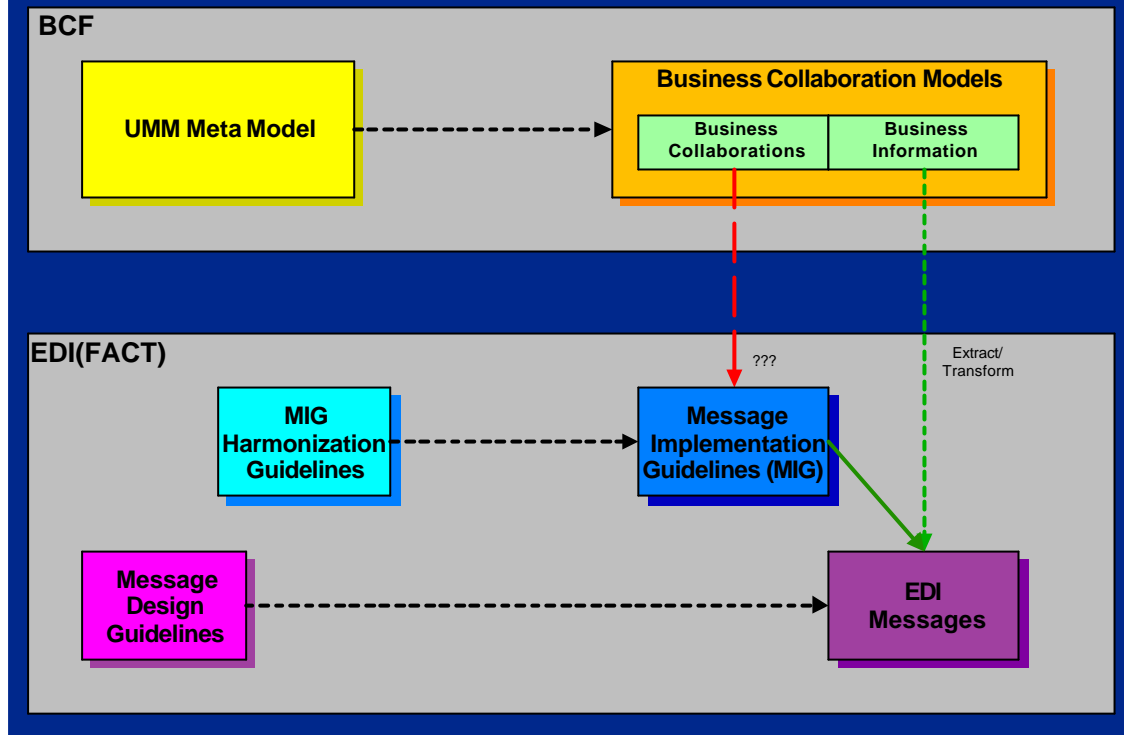 BCF
UMM Meta Model
Business Collaboration Models
Business
Collaborations
Business
Information
EDI(FACT)
???
Extract/
Transform
MIG
Harmonization
Guidelines
Message
Implementation
Guidelines (MIG)
Message
Design
Guidelines
EDI
Messages